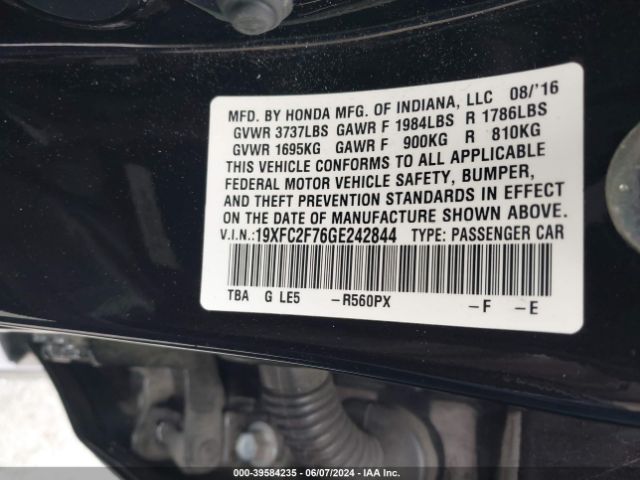 MFD. BY HONDA MFG. OF INDIANA, LLC 08/'16
GVWR 3737LBS GAWR F 1984LBS R 1786LBS
GVWR 1695KG GAWR F 900KG R 810KG
THIS VEHICLE CONFORMS TO ALL APPLICABLE
FEDERAL MOTOR VEHICLE SAFETY, BUMPER,
AND THEFT PREVENTION STANDARDS IN EFFECT
ON THE DATE OF MANUFACTURE SHOWN ABOVE.
V.I.N.: 19XFC2F76GE242844 TYPE: PASSENGER CAR
TBA G LE5 -R560PX -F -E
000-39584235 - 06/07/2024 - IAA Inc.